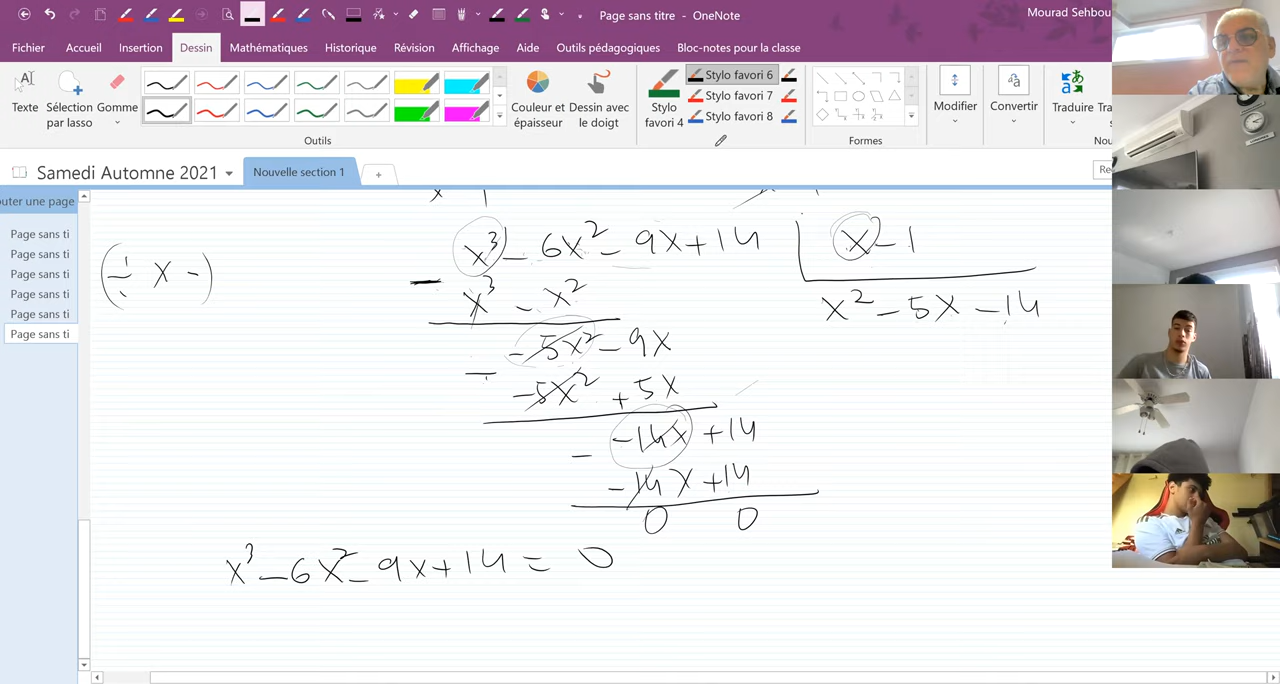 Page sans titre - OneNote
Mourad Sehbou
Fichier Accueil Insertion Dessin Mathématiques Historique Révision Affichage Aide Outils pédagogiques Bloc-notes pour la classe
Texte
Sélection par lasso
Gomme
Couleur et épaisseur
Dessin avec le doigt
Stylo favori 4
Stylo favori 6
Stylo favori 7
Stylo favori 8
Modifier
Convertir
Traduire
Outils
Formes
Samedi Automne 2021
Nouvelle section 1
outer une page
Page sans ti
Page sans ti
Page sans ti
Page sans ti
Page sans ti
Page sans ti
(÷ x -)
x³ - 6x² - 9x + 14 | x - 1
- x³ - x²
x² - 5x - 14
-5x² - 9x
- -5x² + 5x
-14x + 14
- -14x + 14
0 0
x³ - 6x² - 9x + 14 = 0